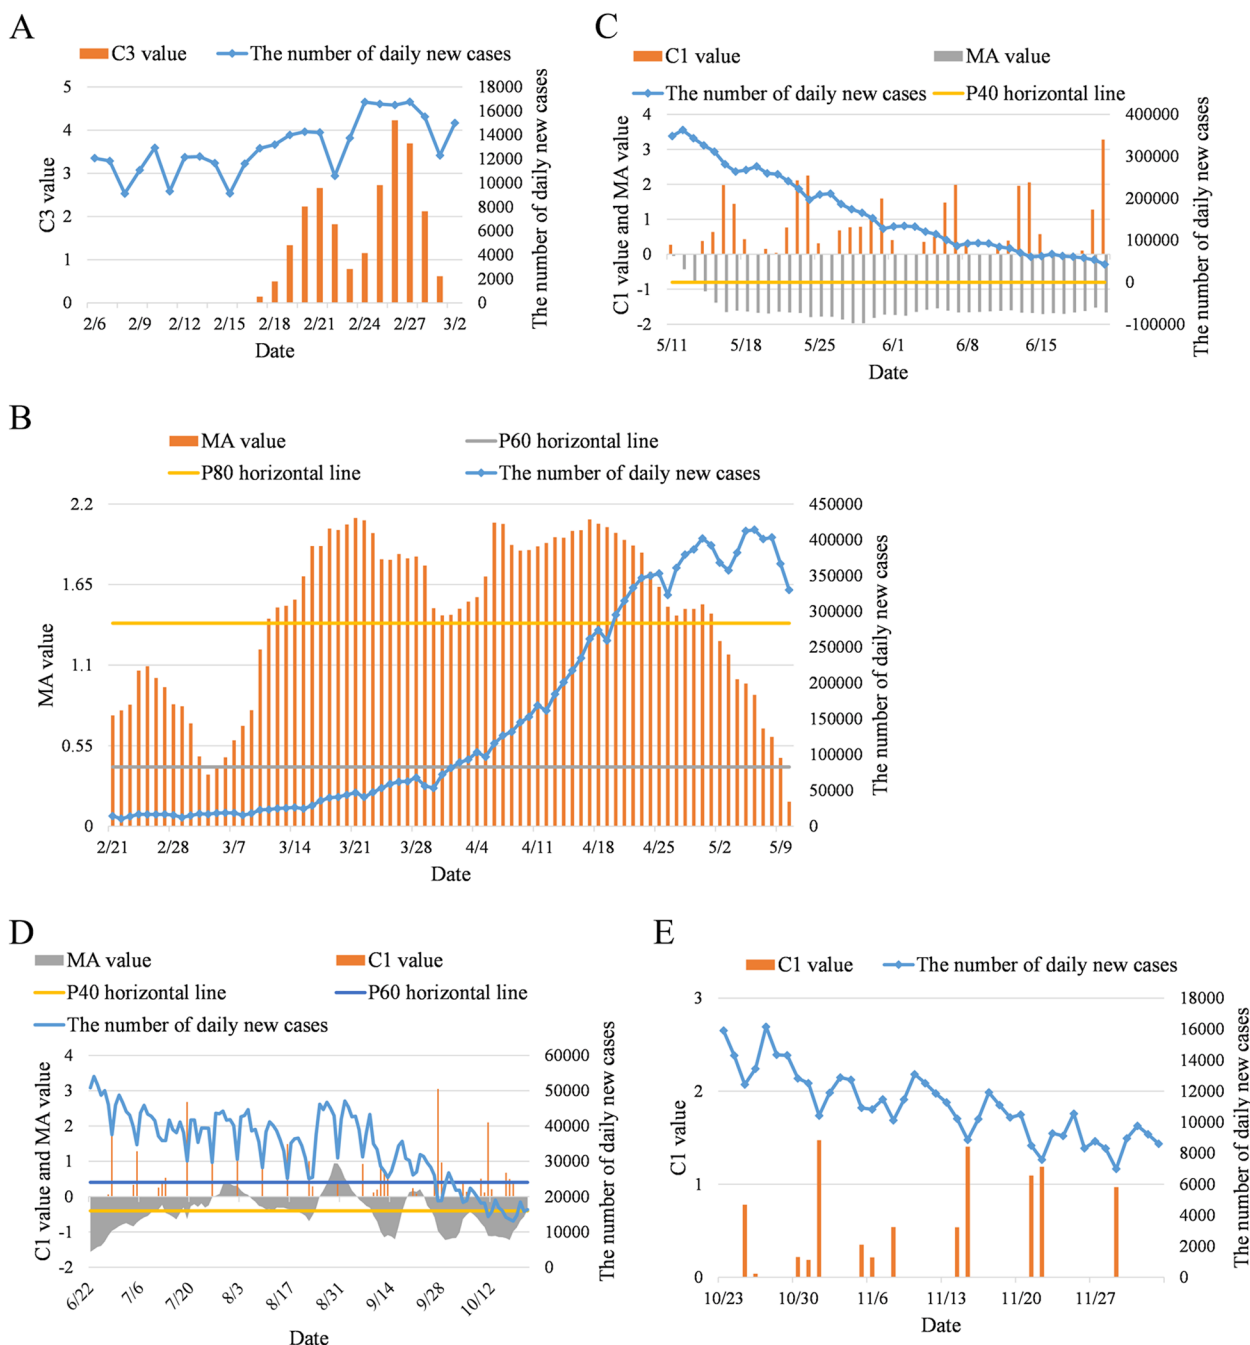 A
C3 value
The number of daily new cases
5
4
3
2
1
0
C3 value
18000
16000
14000
12000
10000
8000
6000
4000
2000
0
The number of daily new cases
2/6 2/9 2/12 2/15 2/18 2/21 2/24 2/27 3/2
Date
C
C1 value
MA value
The number of daily new cases
P40 horizontal line
4
3
2
1
0
-1
-2
C1 value and MA value
400000
300000
200000
100000
0
-100000
The number of daily new cases
5/11 5/18 5/25 6/1 6/8 6/15
Date
B
MA value
P60 horizontal line
P80 horizontal line
The number of daily new cases
2.2
1.65
1.1
0.55
0
MA value
450000
400000
350000
300000
250000
200000
150000
100000
50000
0
The number of daily new cases
2/21 2/28 3/7 3/14 3/21 3/28 4/4 4/11 4/18 4/25 5/2 5/9
Date
D
MA value
C1 value
P40 horizontal line
P60 horizontal line
The number of daily new cases
4
3
2
1
0
-1
-2
C1 value and MA value
60000
50000
40000
30000
20000
10000
0
The number of daily new cases
6/22 7/6 7/20 8/3 8/17 8/31 9/14 9/28 10/12
Date
E
C1 value
The number of daily new cases
3
2
1
0
C1 value
18000
16000
14000
12000
10000
8000
6000
4000
2000
0
The number of daily new cases
10/23 10/30 11/6 11/13 11/20 11/27
Date